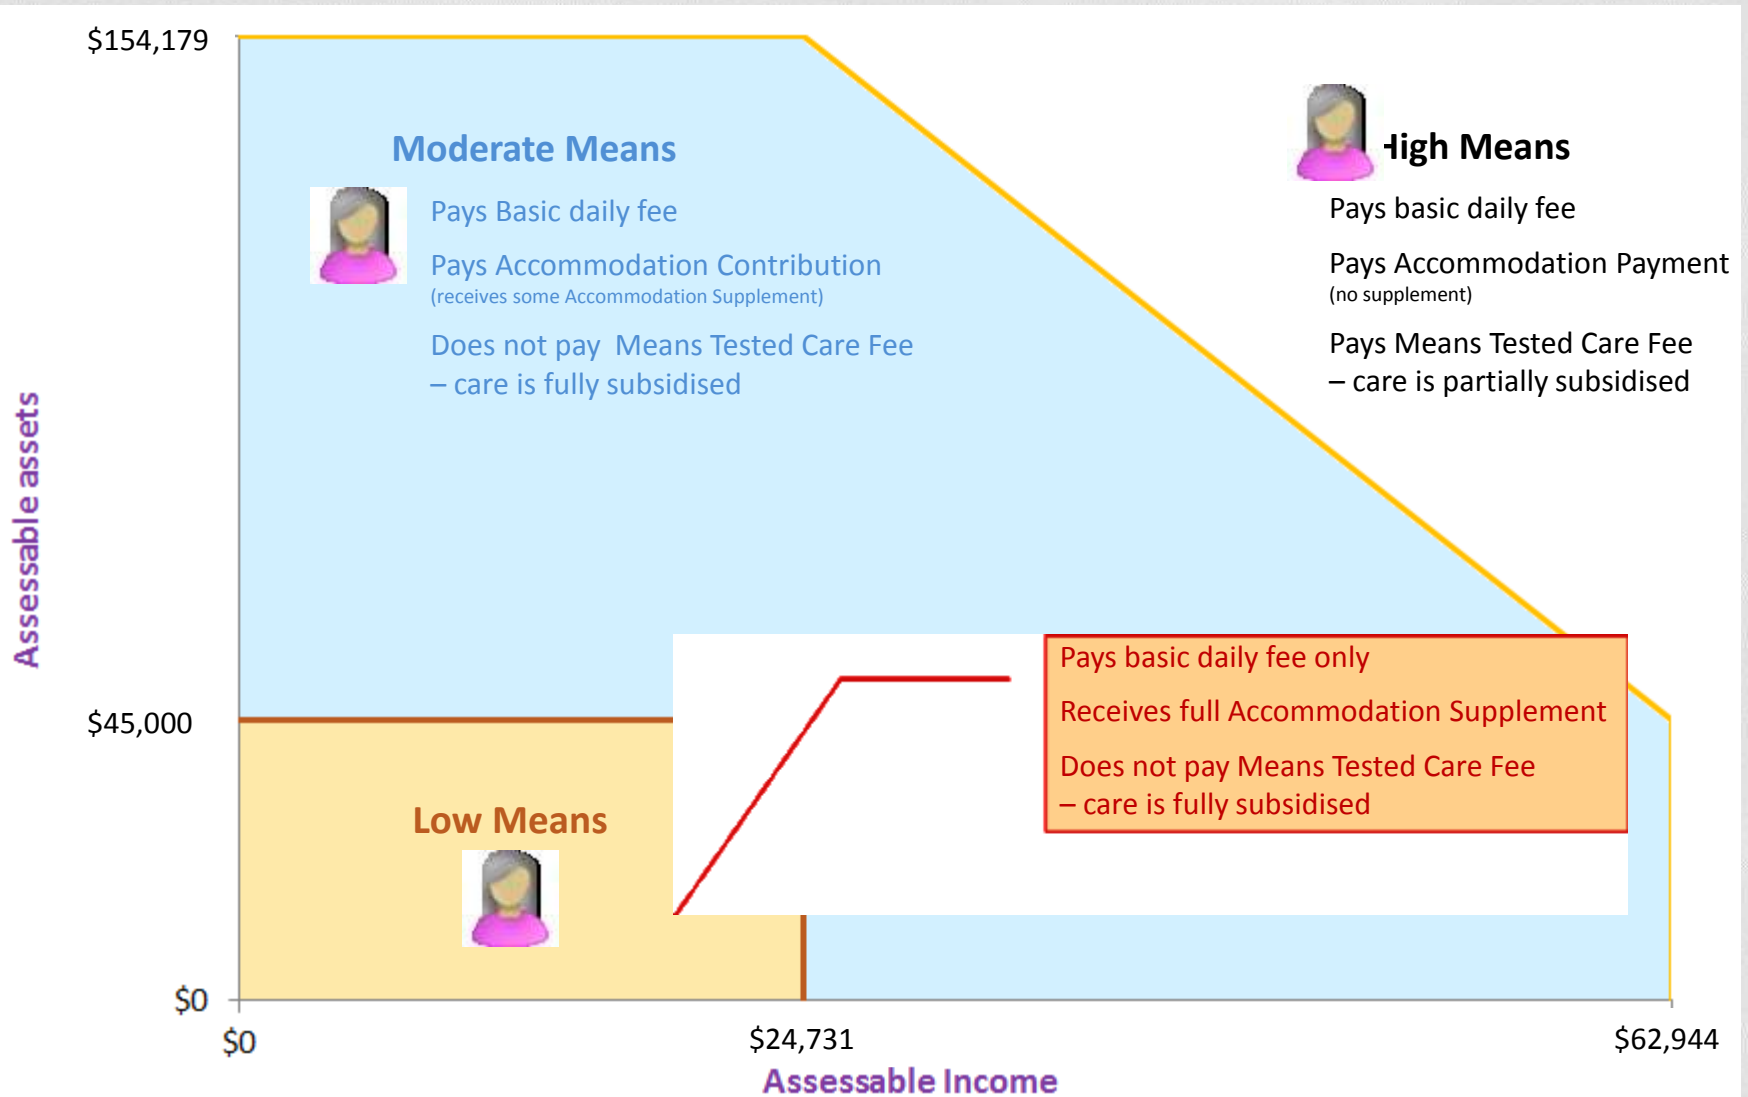 $154,179
Moderate Means
Pays Basic daily fee
Pays Accommodation Contribution
(receives some Accommodation Supplement)
Does not pay  Means Tested Care Fee
– care is fully subsidised
High Means
Pays basic daily fee
Pays Accommodation Payment
(no supplement)
Pays Means Tested Care Fee
– care is partially subsidised
Assessable assets
$45,000
Low Means
Pays basic daily fee only
Receives full Accommodation Supplement
Does not pay Means Tested Care Fee
– care is fully subsidised
$0
$0
$24,731
$62,944
Assessable Income